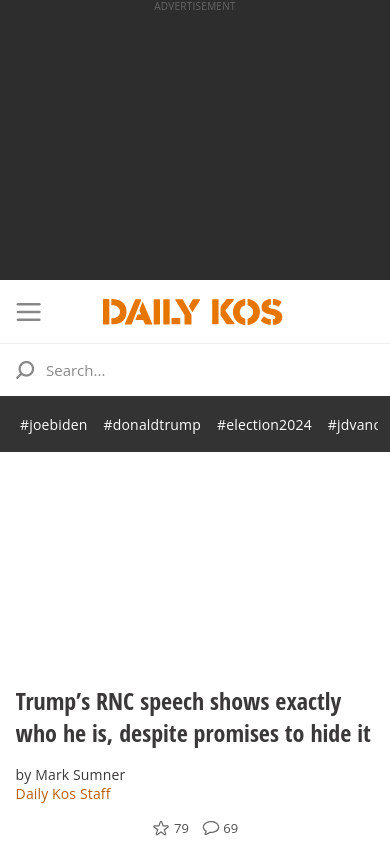 ADVERTISEMENT
DAILY KOS
Search...
#joebiden #donaldtrump #election2024 #jdvanc
Trump's RNC speech shows exactly
who he is, despite promises to hide it
by Mark Sumner
Daily Kos Staff
79 69